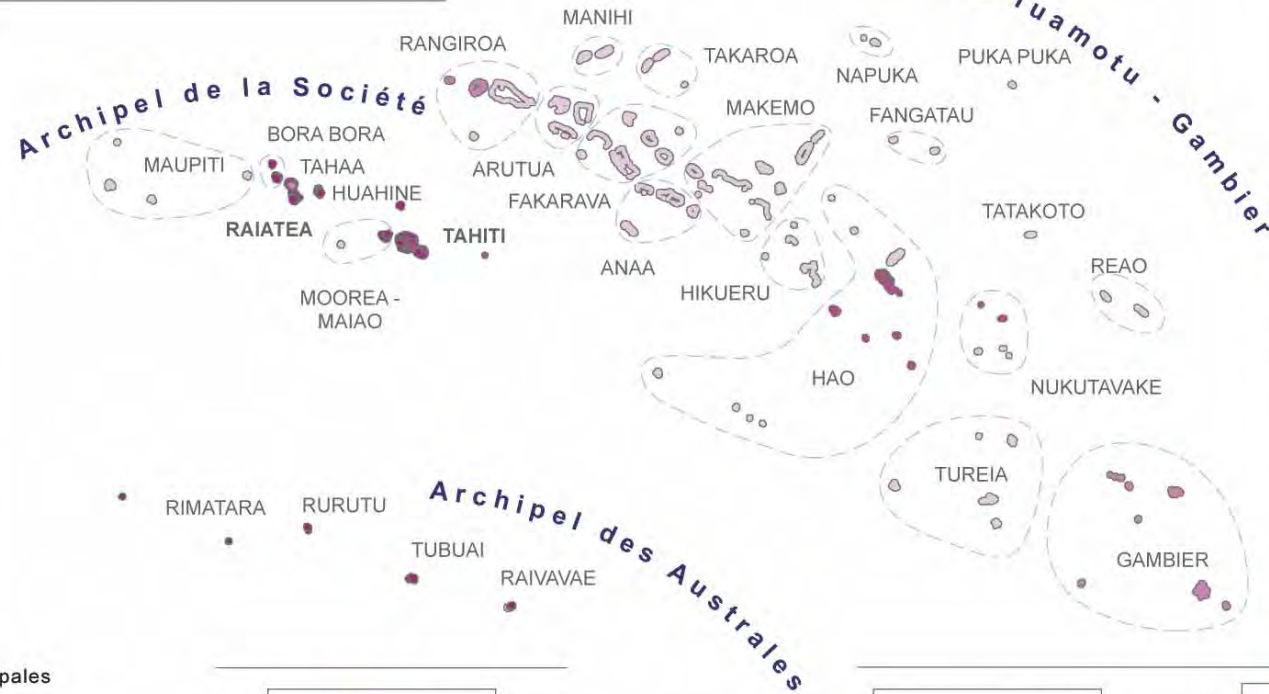 MANIHI
RANGIROA
TAKAROA
PUKA PUKA
NAPUKA
Tuamotu - Gambier
Archipel de la Société
MAKEMO
FANGATAU
BORA BORA
MAUPITI
TAHAA
ARUTUA
HUAHINE
FAKARAVA
TATAKOTO
RAIATEA
TAHITI
ANAA
REAO
HIKUERU
MOOREA -
MAIAO
HAO
NUKUTAVAKE
TUREIA
Archipel des Australes
RIMATARA
RURUTU
TUBUAI
GAMBIER
RAIVAVAE
pales